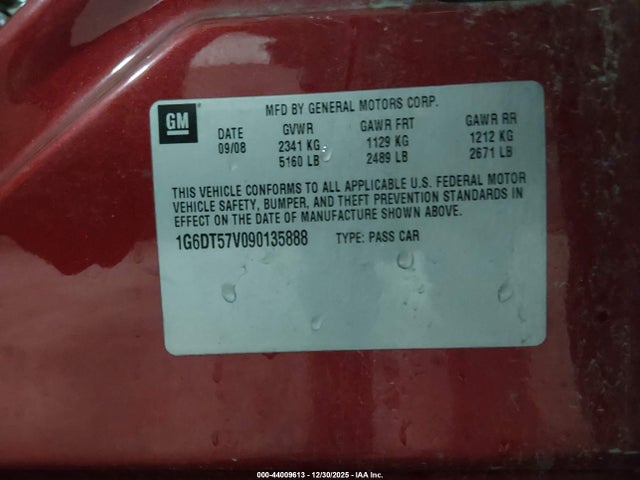 MFD BY GENERAL MOTORS CORP.
GM
DATE GVWR GAWR FRT GAWR RR
09/08 2341 KG 1129 KG 1212 KG
5160 LB 2489 LB 2671 LB
THIS VEHICLE CONFORMS TO ALL APPLICABLE U.S. FEDERAL MOTOR
VEHICLE SAFETY, BUMPER, AND THEFT PREVENTION STANDARDS IN
EFFECT ON THE DATE OF MANUFACTURE SHOWN ABOVE.
1G6DT57V090135888 TYPE: PASS CAR
000-44009613 - 12/30/2025 - IAA Inc.